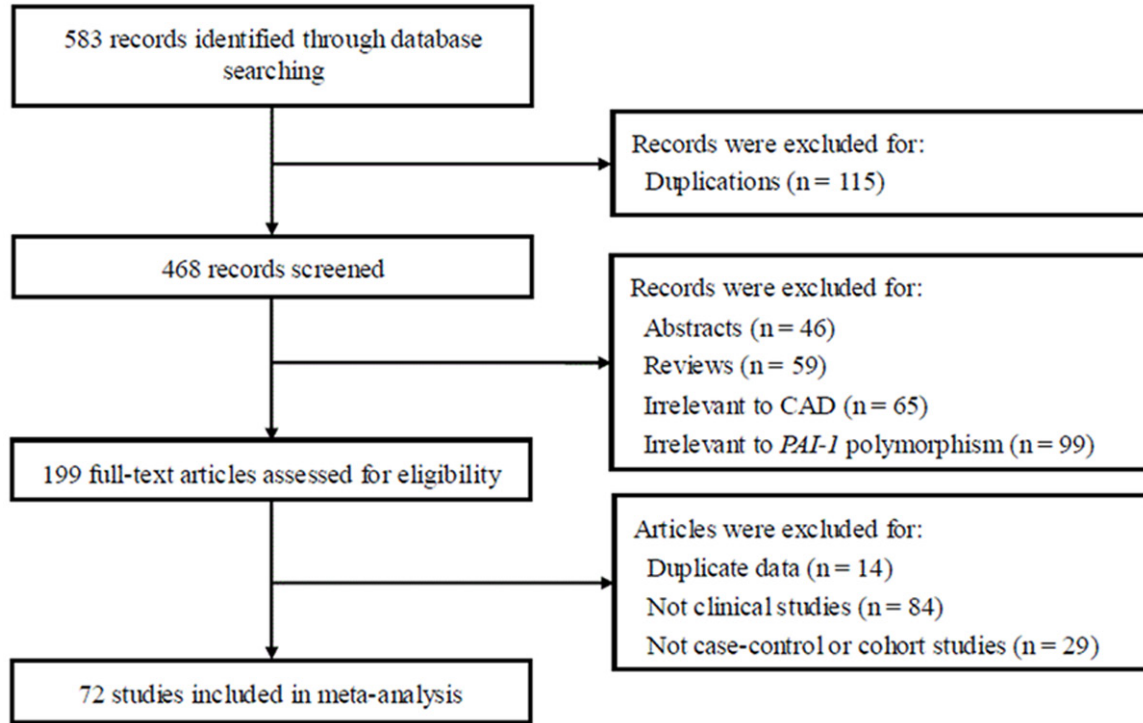 583 records identified through database
searching
Records were excluded for:
Duplications (n = 115)
468 records screened
Records were excluded for:
Abstracts (n = 46)
Reviews (n = 59)
Irrelevant to CAD (n = 65)
Irrelevant to PAI-1 polymorphism (n = 99)
199 full-text articles assessed for eligibility
Articles were excluded for:
Duplicate data (n = 14)
Not clinical studies (n = 84)
Not case-control or cohort studies (n = 29)
72 studies included in meta-analysis